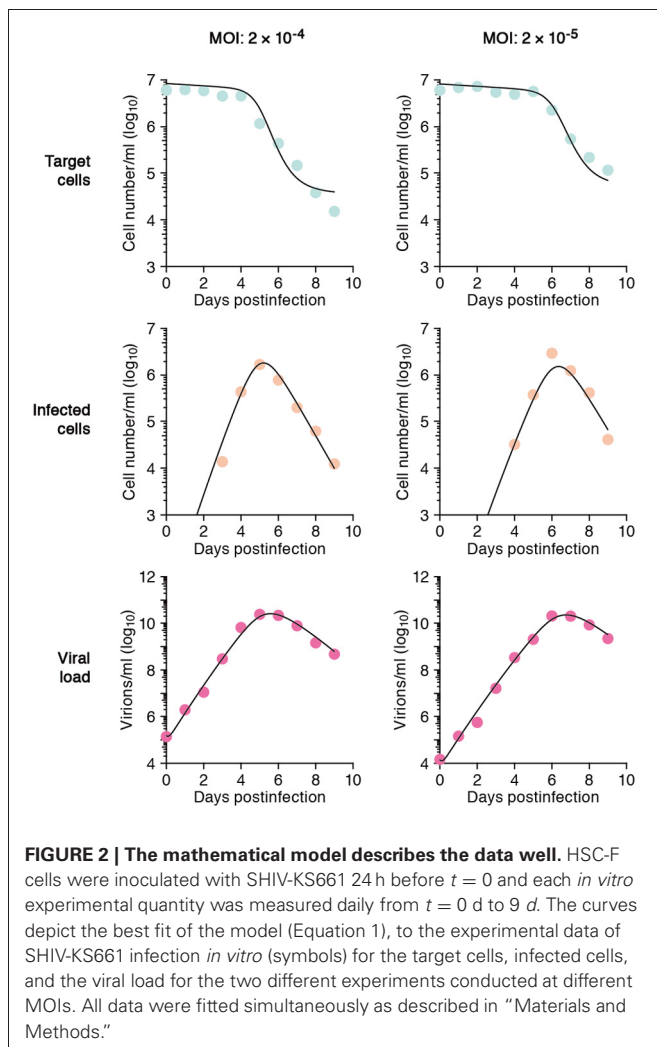 MOI: 2 × 10⁻⁴ MOI: 2 × 10⁻⁵
Target
cells
Cell number/ml (log₁₀)
7
6
5
4
3
0 2 4 6 8 10
Days postinfection
Cell number/ml (log₁₀)
7
6
5
4
3
0 2 4 6 8 10
Days postinfection
Infected
cells
Cell number/ml (log₁₀)
7
6
5
4
3
0 2 4 6 8 10
Days postinfection
Cell number/ml (log₁₀)
7
6
5
4
3
0 2 4 6 8 10
Days postinfection
Viral
load
Virions/ml (log₁₀)
12
10
8
6
4
0 2 4 6 8 10
Days postinfection
Virions/ml (log₁₀)
12
10
8
6
4
0 2 4 6 8 10
Days postinfection
FIGURE 2 | The mathematical model describes the data well. HSC-F
cells were inoculated with SHIV-KS661 24 h before t = 0 and each in vitro
experimental quantity was measured daily from t = 0 d to 9 d. The curves
depict the best fit of the model (Equation 1), to the experimental data of
SHIV-KS661 infection in vitro (symbols) for the target cells, infected cells,
and the viral load for the two different experiments conducted at different
MOIs. All data were fitted simultaneously as described in “Materials and
Methods.”